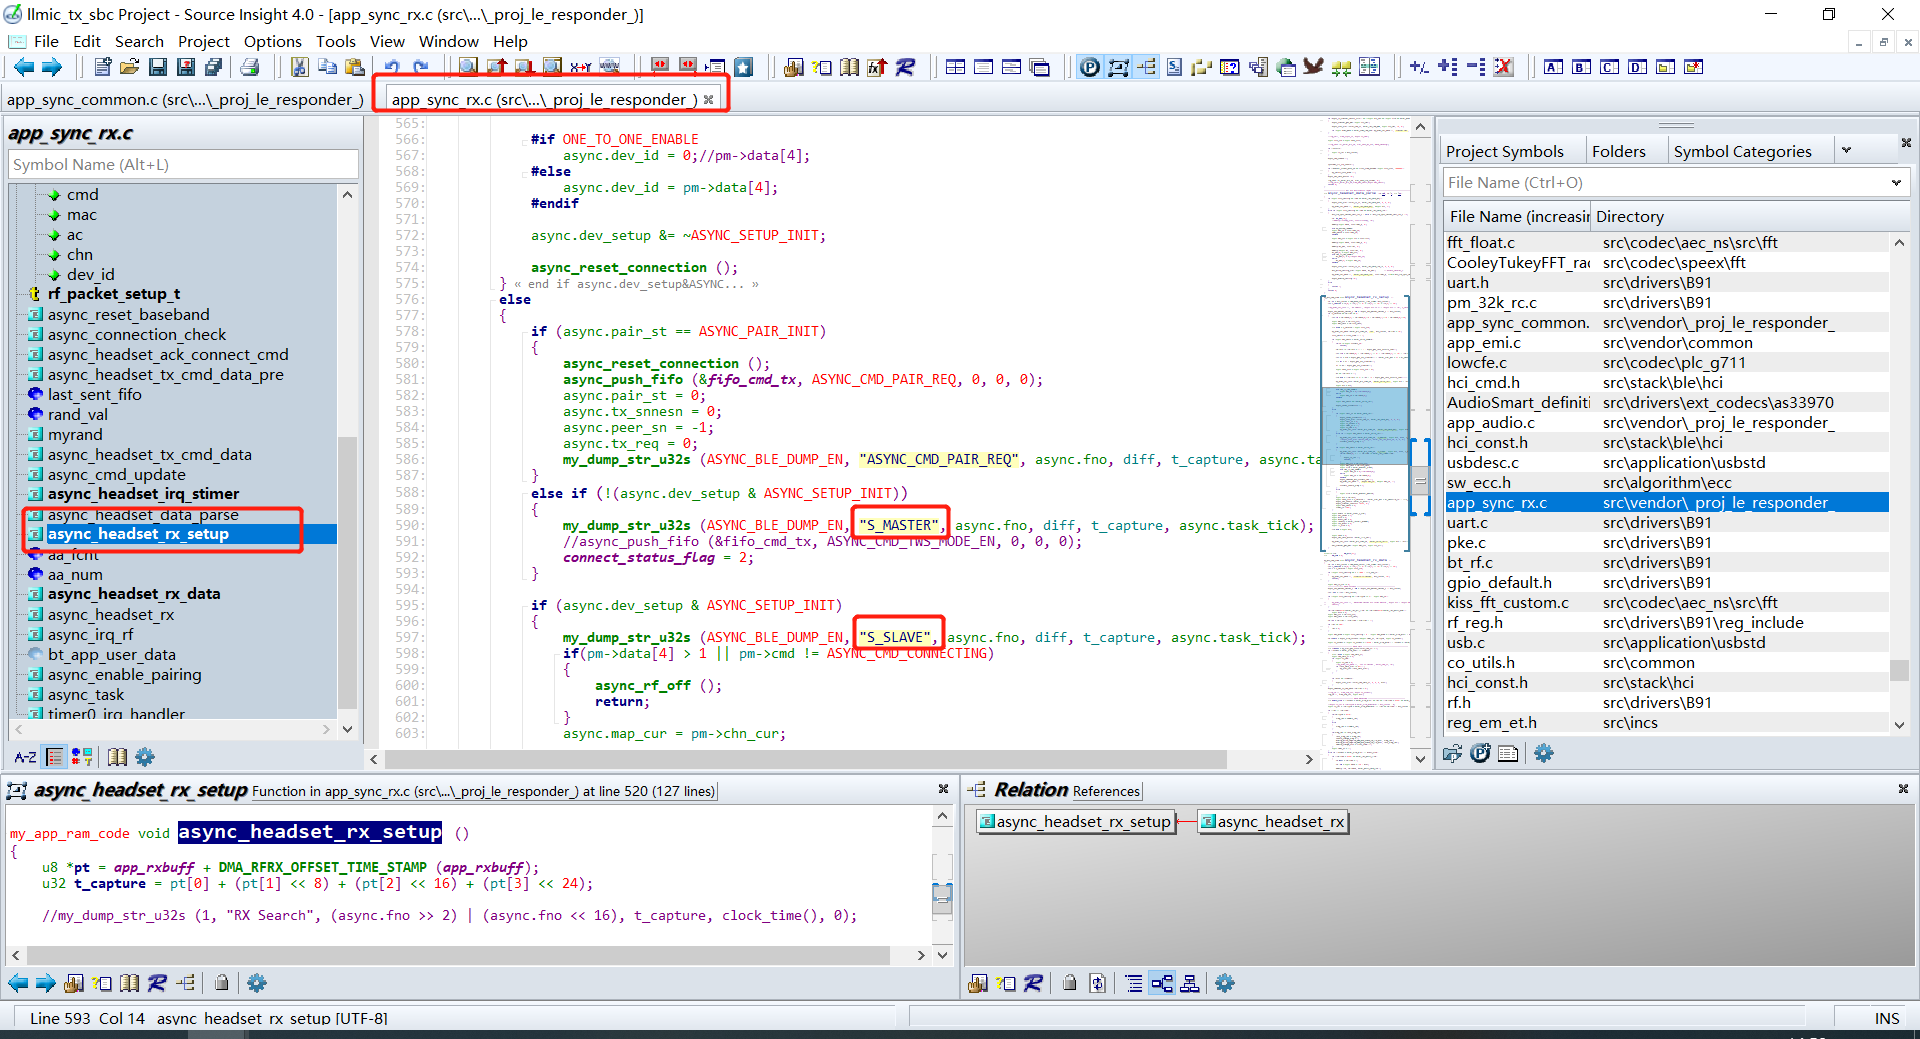 llmic_tx_sbc Project - Source Insight 4.0 - [app_sync_rx.c (src\...\_proj_le_responder_)]
File Edit Search Project Options Tools View Window Help
app_sync_common.c (src\...\_proj_le_responder_)
app_sync_rx.c (src\...\_proj_le_responder_)
app_sync_rx.c
Symbol Name (Alt+L)
cmd
mac
ac
chn
dev_id
rf_packet_setup_t
async_reset_baseband
async_connection_check
async_headset_ack_connect_cmd
async_headset_tx_cmd_data_pre
last_sent_fifo
rand_val
myrand
async_headset_tx_cmd_data
async_cmd_update
async_headset_irq_stimer
async_headset_data_parse
async_headset_rx_setup
aa_fcnt
aa_num
async_headset_rx_data
async_headset_rx
async_irq_rf
bt_app_user_data
async_enable_pairing
async_task
timer0_irq_handler
A-Z
565:
566: #if ONE_TO_ONE_ENABLE
567: async.dev_id = 0;//pm->data[4];
568: #else
569: async.dev_id = pm->data[4];
570: #endif
571:
572: async.dev_setup &= ~ASYNC_SETUP_INIT;
573:
574: async_reset_connection ();
575: } « end if async.dev_setup&ASYNC... »
576: else
577: {
578: if (async.pair_st == ASYNC_PAIR_INIT)
579: {
580: async_reset_connection ();
581: async_push_fifo (&fifo_cmd_tx, ASYNC_CMD_PAIR_REQ, 0, 0, 0);
582: async.pair_st = 0;
583: async.tx_snnesn = 0;
584: async.peer_sn = -1;
585: async.tx_req = 0;
586: my_dump_str_u32s (ASYNC_BLE_DUMP_EN, "ASYNC_CMD_PAIR_REQ", async.fno, diff, t_capture, async.ta
587: }
588: else if (!(async.dev_setup & ASYNC_SETUP_INIT))
589: {
590: my_dump_str_u32s (ASYNC_BLE_DUMP_EN, "S_MASTER", async.fno, diff, t_capture, async.task_tick);
591: //async_push_fifo (&fifo_cmd_tx, ASYNC_CMD_TWS_MODE_EN, 0, 0, 0);
592: connect_status_flag = 2;
593: }
594:
595: if (async.dev_setup & ASYNC_SETUP_INIT)
596: {
597: my_dump_str_u32s (ASYNC_BLE_DUMP_EN, "S_SLAVE", async.fno, diff, t_capture, async.task_tick);
598: if(pm->data[4] > 1 || pm->cmd != ASYNC_CMD_CONNECTING)
599: {
600: async_rf_off ();
601: return;
602: }
603: async.map_cur = pm->chn_cur;
Project Symbols Folders Symbol Categories
File Name (Ctrl+O)
File Name (increasin Directory
fft_float.c src\codec\aec_ns\src\fft
CooleyTukeyFFT_rad src\codec\speex\fft
uart.h src\drivers\B91
pm_32k_rc.c src\drivers\B91
app_sync_common. src\vendor\_proj_le_responder_
app_emi.c src\vendor\common
lowcfe.c src\codec\plc_g711
hci_cmd.h src\stack\ble\hci
AudioSmart_definiti src\drivers\ext_codecs\as33970
app_audio.c src\vendor\_proj_le_responder_
hci_const.h src\stack\ble\hci
usbdesc.c src\application\usbstd
sw_ecc.h src\algorithm\ecc
app_sync_rx.c src\vendor\_proj_le_responder_
uart.c src\drivers\B91
pke.c src\drivers\B91
bt_rf.c src\drivers\B91
gpio_default.h src\drivers\B91
kiss_fft_custom.c src\codec\aec_ns\src\fft
rf_reg.h src\drivers\B91\reg_include
usb.c src\application\usbstd
co_utils.h src\common
hci_const.h src\stack\hci
rf.h src\drivers\B91
reg_em_et.h src\incs
async_headset_rx_setup Function in app_sync_rx.c (src\...\_proj_le_responder_) at line 520 (127 lines)
my_app_ram_code void async_headset_rx_setup ()
{
u8 *pt = app_rxbuff + DMA_RFRX_OFFSET_TIME_STAMP (app_rxbuff);
u32 t_capture = pt[0] + (pt[1] << 8) + (pt[2] << 16) + (pt[3] << 24);
//my_dump_str_u32s (1, "RX Search", (async.fno >> 2) | (async.fno << 16), t_capture, clock_time(), 0);
Relation References
async_headset_rx_setup async_headset_rx
Line 593 Col 14 async_headset_rx_setup [UTF-8]
INS